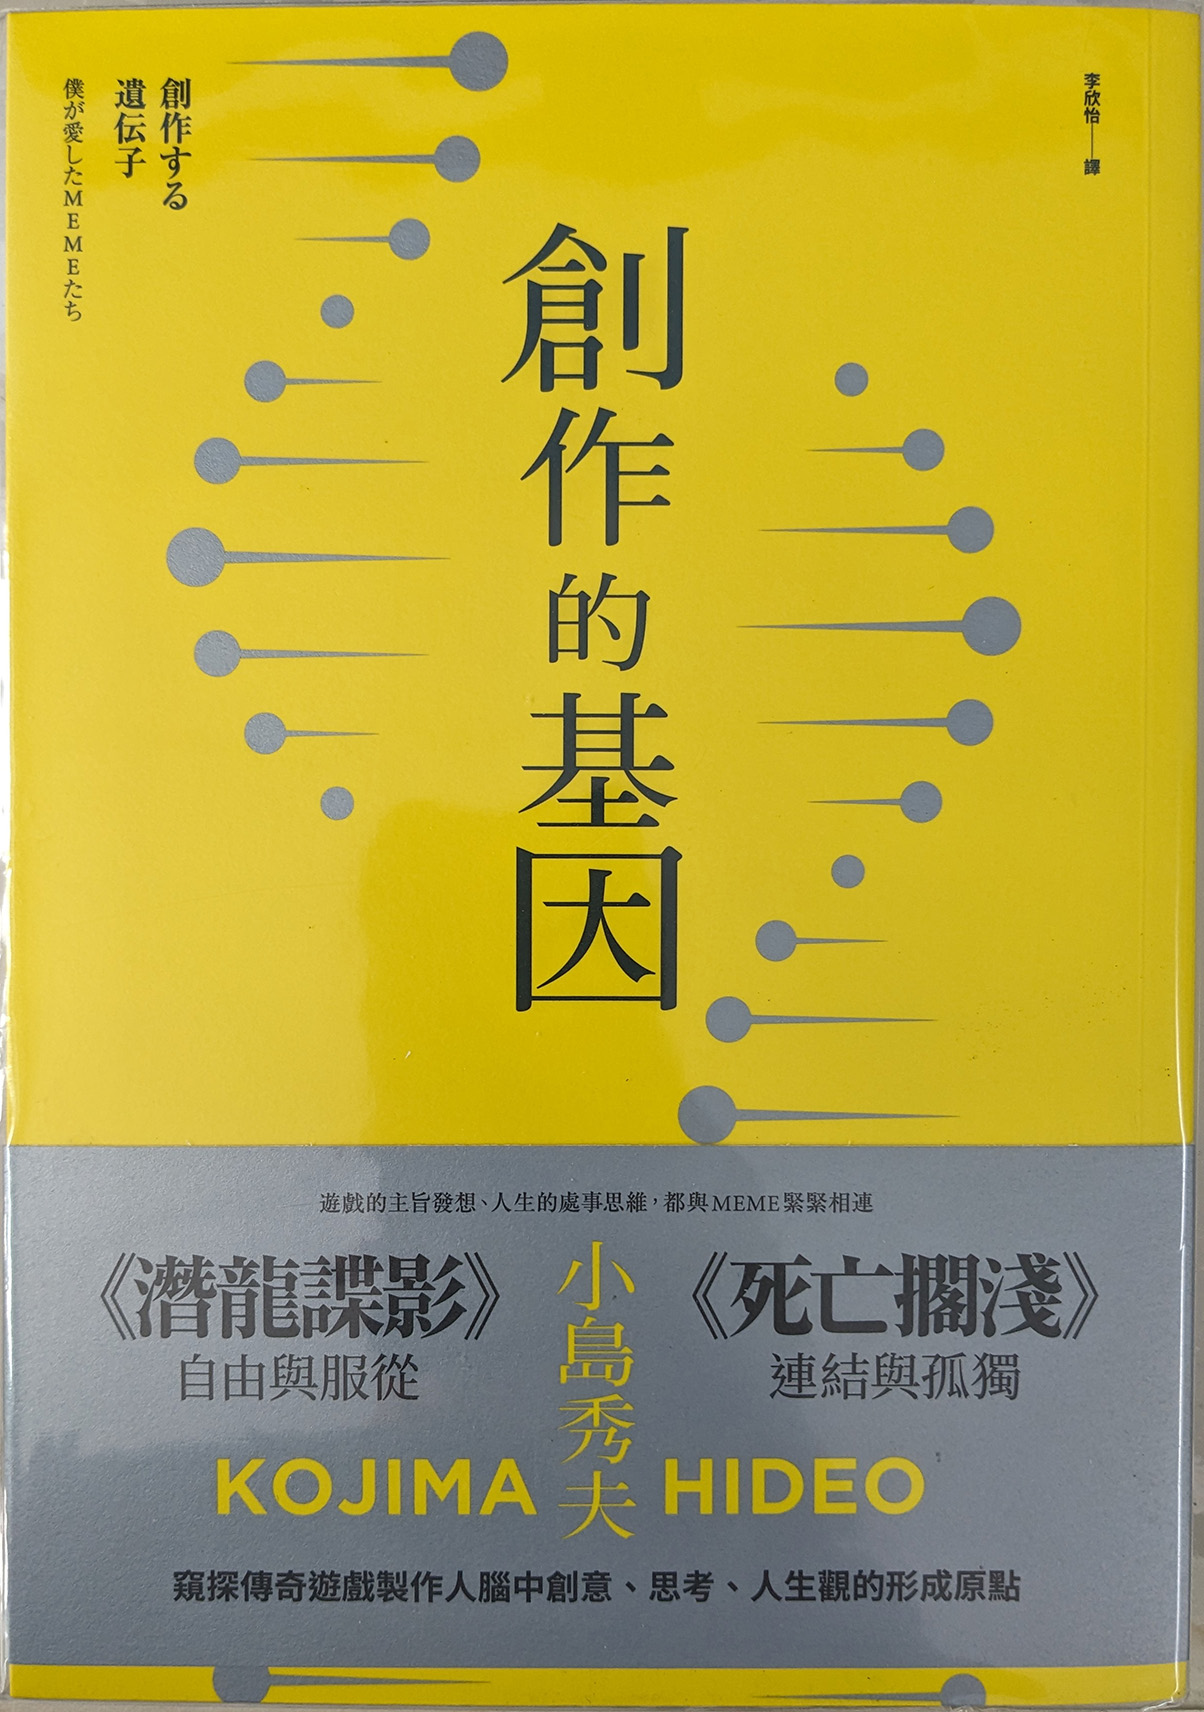 創作する
遺伝子
僕が愛したMEMEたち
李欣怡——譯
創作的基因
遊戲的主旨發想、人生的處事思維，都與MEME緊緊相連
《潛龍諜影》
自由與服從
小島秀夫
《死亡擱淺》
連結與孤獨
KOJIMA HIDEO
窺探傳奇遊戲製作人腦中創意、思考、人生觀的形成原點